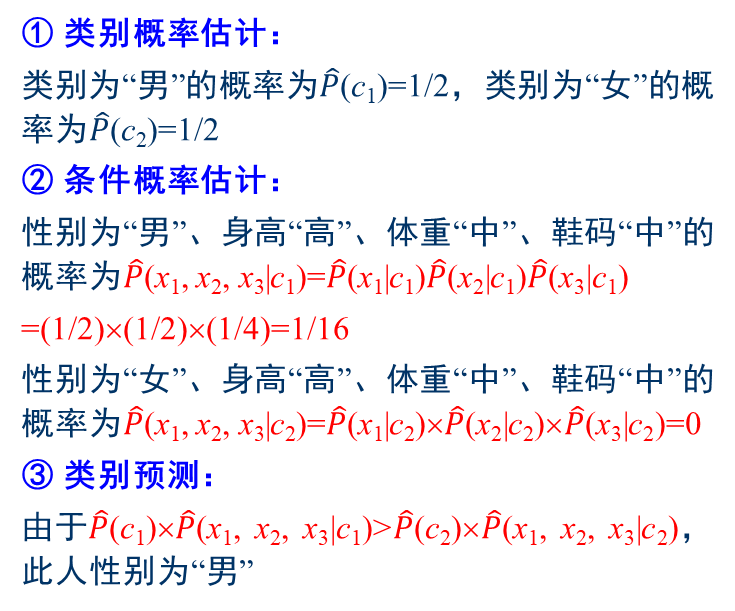 ① 类别概率估计：
类别为“男”的概率为P̂(c₁)=1/2，类别为“女”的概
率为P̂(c₂)=1/2
② 条件概率估计：
性别为“男”、身高“高”、体重“中”、鞋码“中”的
概率为P̂(x₁, x₂, x₃|c₁)=P̂(x₁|c₁)P̂(x₂|c₁)P̂(x₃|c₁)
=(1/2)×(1/2)×(1/4)=1/16
性别为“女”、身高“高”、体重“中”、鞋码“中”的
概率为P̂(x₁, x₂, x₃|c₂)=P̂(x₁|c₂)×P̂(x₂|c₂)×P̂(x₃|c₂)=0
③ 类别预测：
由于P̂(c₁)×P̂(x₁, x₂, x₃|c₁)>P̂(c₂)×P̂(x₁, x₂, x₃|c₂)，
此人性别为“男”